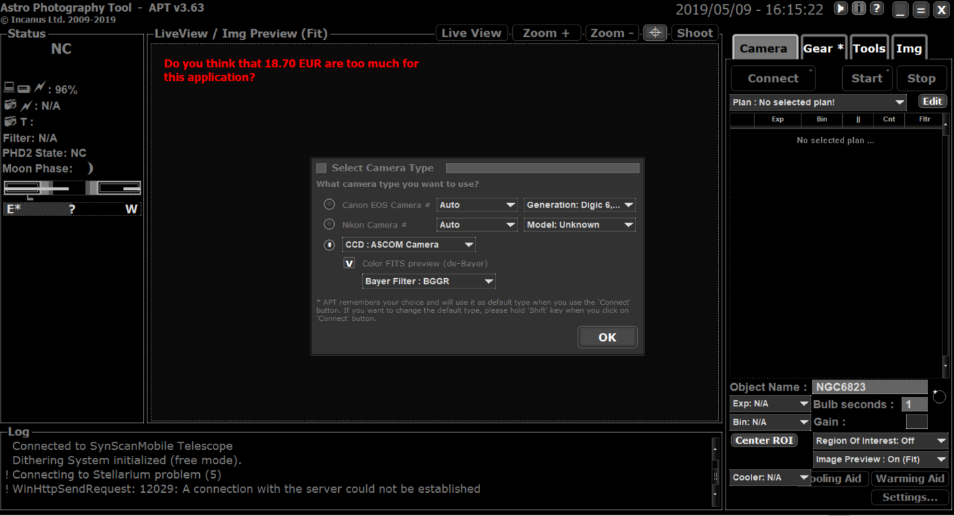 Astro Photography Tool - APT v3.63
© Incanus Ltd. 2009-2019
2019/05/09 - 16:15:22
Status
NC
: 96%
: N/A
T :
Filter: N/A
PHD2 State: NC
Moon Phase:
E* ? W
LiveView / Img Preview (Fit)
Live View
Zoom +
Zoom -
Shoot
Do you think that 18.70 EUR are too much for
this application?
Select Camera Type
What camera type you want to use?
Canon EOS Camera # Auto Generation: Digic 6,...
Nikon Camera # Auto Model: Unknown
CCD : ASCOM Camera
V Color FITS preview (de-Bayer)
Bayer Filter : BGGR
* APT remembers your choice and will use it as default type when you use the 'Connect'
button. If you want to change the default type, please hold 'Shift' key when you click on
'Connect' button.
OK
Camera Gear * Tools Img
Connect Start Stop
Plan : No selected plan! Edit
Exp Bin || Cnt Fltr
No selected plan ...
Object Name : NGC6823
Exp: N/A Bulb seconds : 1
Bin: N/A Gain :
Center ROI Region Of Interest: Off
Image Preview : On (Fit)
Cooler: N/A ooling Aid Warming Aid
Settings...
Log
Connected to SynScanMobile Telescope
Dithering System initialized (free mode).
! Connecting to Stellarium problem (5)
! WinHttpSendRequest: 12029: A connection with the server could not be established